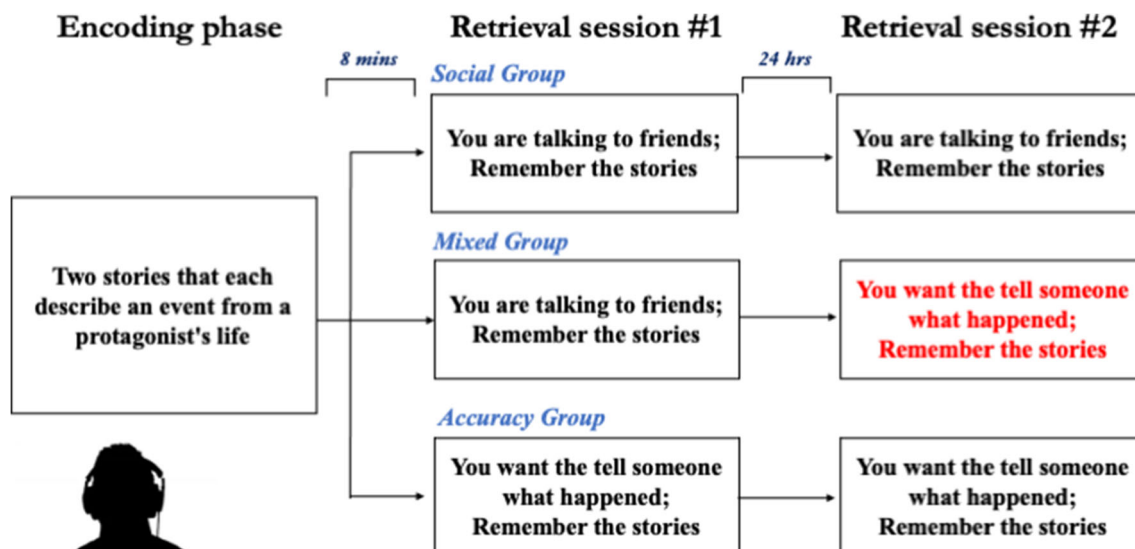 Encoding phase
Retrieval session #1
Retrieval session #2
8 mins
24 hrs
Social Group
You are talking to friends;
Remember the stories
You are talking to friends;
Remember the stories
Two stories that each
describe an event from a
protagonist's life
Mixed Group
You are talking to friends;
Remember the stories
You want the tell someone
what happened;
Remember the stories
Accuracy Group
You want the tell someone
what happened;
Remember the stories
You want the tell someone
what happened;
Remember the stories